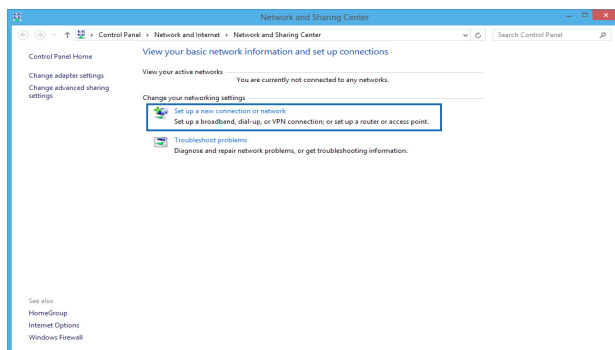 Network and Sharing Center
Control Panel › Network and Internet › Network and Sharing Center
Search Control Panel
Control Panel Home
Change adapter settings
Change advanced sharing
settings
View your basic network information and set up connections
View your active networks
You are currently not connected to any networks.
Change your networking settings
Set up a new connection or network
Set up a broadband, dial-up, or VPN connection; or set up a router or access point.
Troubleshoot problems
Diagnose and repair network problems, or get troubleshooting information.
See also
HomeGroup
Internet Options
Windows Firewall